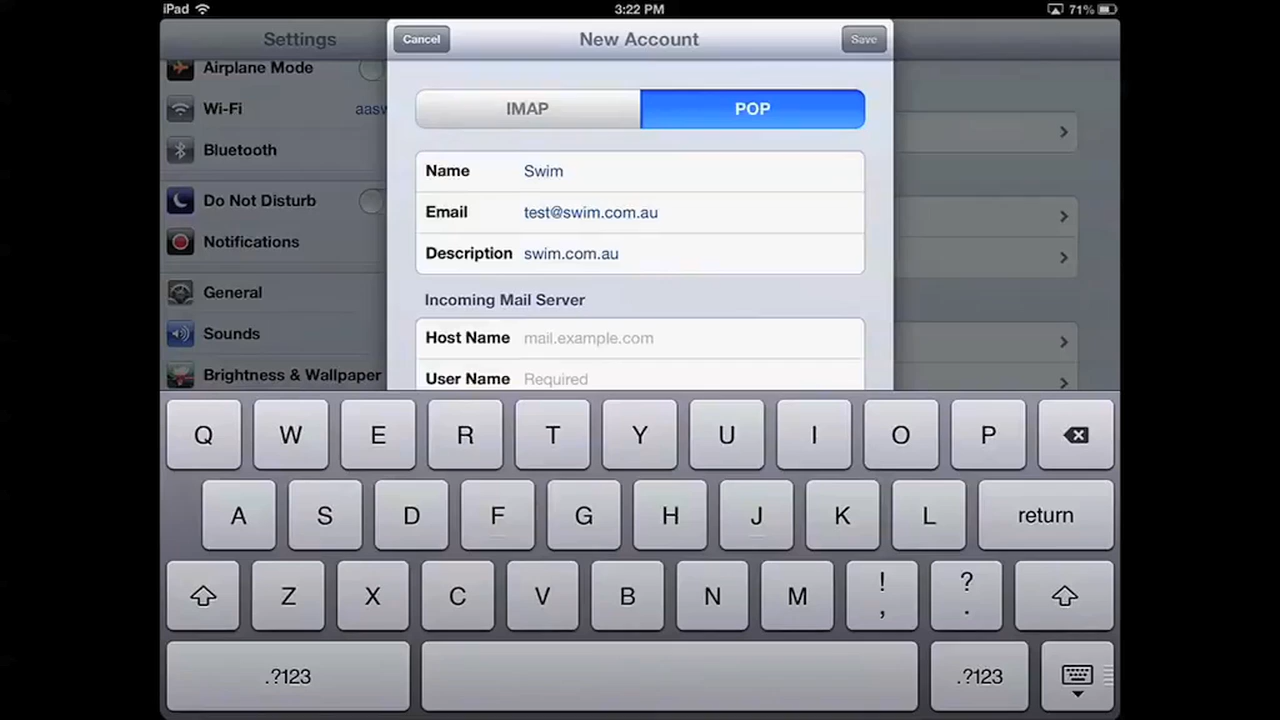 iPad 3:22 PM 71%
Settings
Cancel New Account Save
Airplane Mode
Wi-Fi
Bluetooth
Do Not Disturb
Notifications
General
Sounds
Brightness & Wallpaper
IMAP POP
Name Swim
Email test@swim.com.au
Description swim.com.au
Incoming Mail Server
Host Name mail.example.com
User Name Required
Q W E R T Y U I O P
A S D F G H J K L return
Z X C V B N M ! , ? .
.?123 .?123